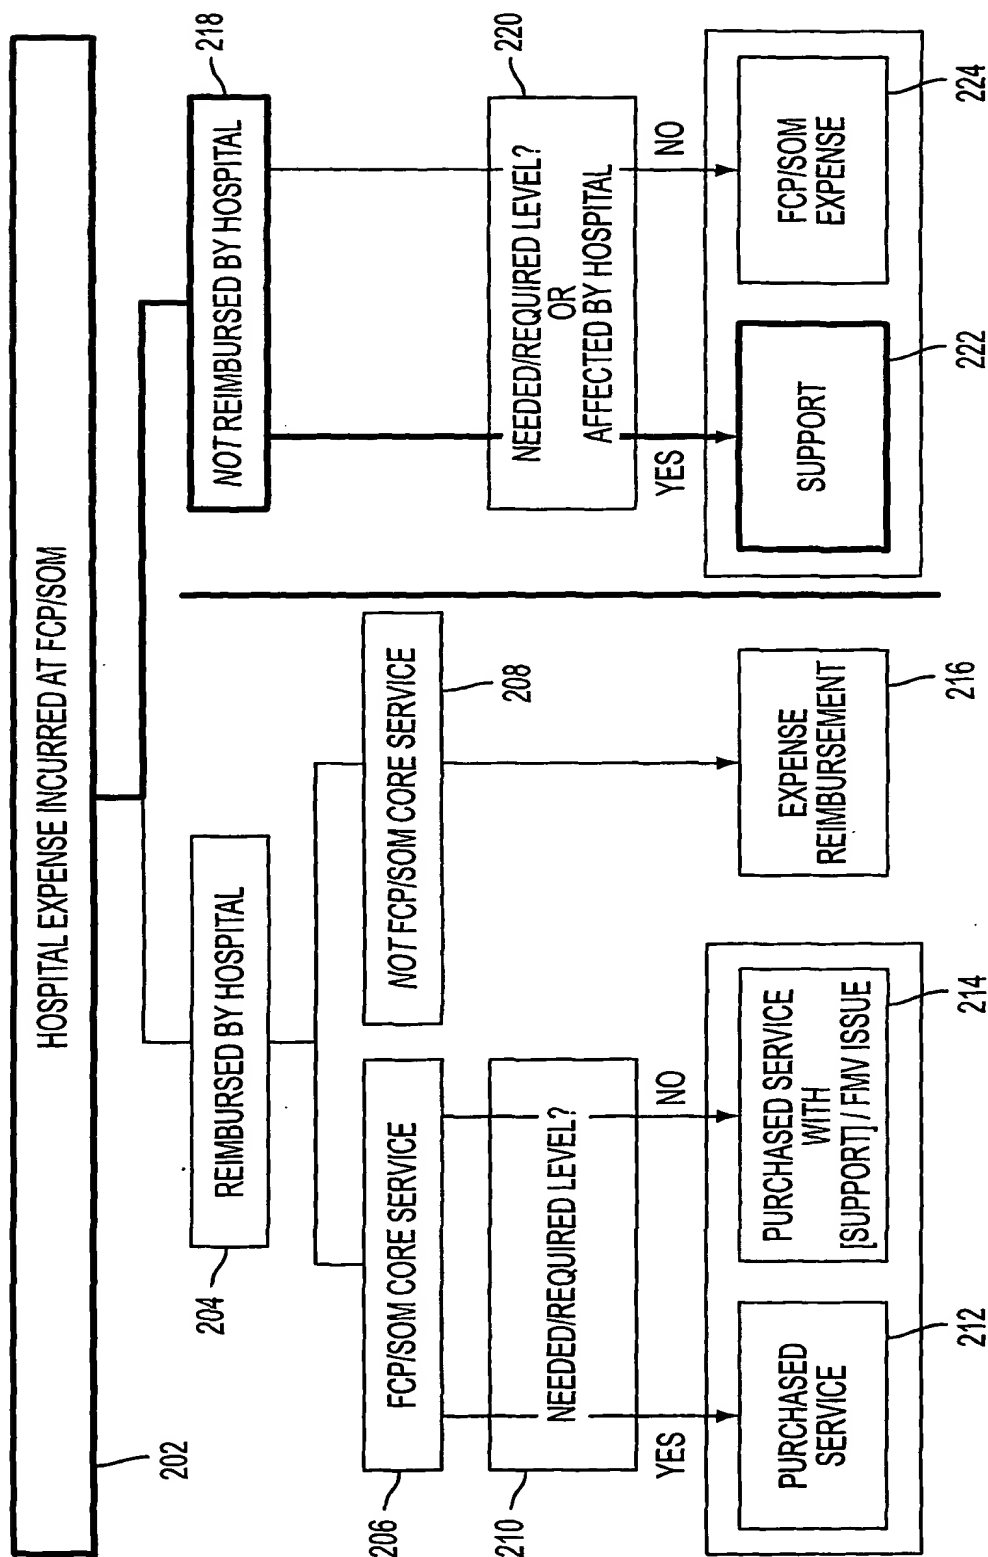 HOSPITAL EXPENSE INCURRED AT FCP/SOM
202
REIMBURSED BY HOSPITAL
204
NOT REIMBURSED BY HOSPITAL
218
FCP/SOM CORE SERVICE
206
NOT FCP/SOM CORE SERVICE
208
NEEDED/REQUIRED LEVEL?
210
NEEDED/REQUIRED LEVEL?
OR
AFFECTED BY HOSPITAL
220
YES
NO
YES
NO
PURCHASED
SERVICE
212
PURCHASED SERVICE
WITH
[SUPPORT] / FMV ISSUE
214
EXPENSE
REIMBURSEMENT
216
SUPPORT
222
FCP/SOM
EXPENSE
224